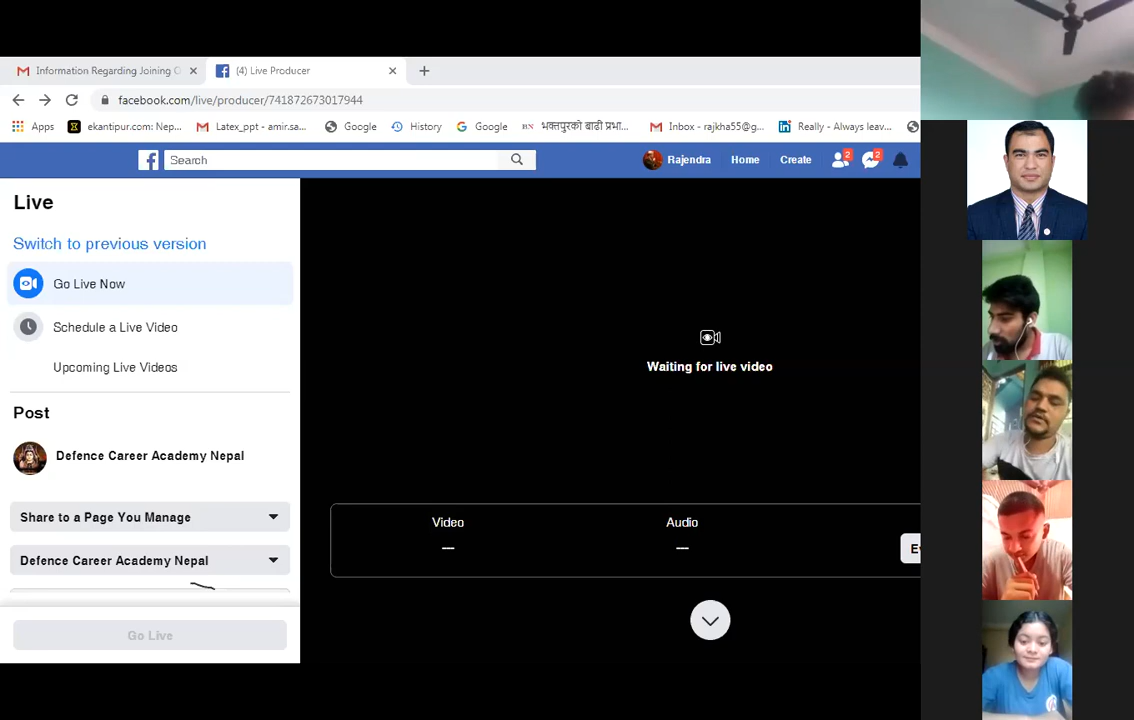 Information Regarding Joining O
(4) Live Producer
facebook.com/live/producer/741872673017944
Apps
ekantipur.com: Nep...
Latex_ppt - amir.sa...
Google
History
Google
भक्तपुरको बाढी प्रभा...
Inbox - rajkha55@g...
Really - Always leav...
Search
Rajendra
Home
Create
2
2
Live
Switch to previous version
Go Live Now
Schedule a Live Video
Upcoming Live Videos
Waiting for live video
Post
Defence Career Academy Nepal
Share to a Page You Manage
Defence Career Academy Nepal
Video
Audio
—
—
Go Live